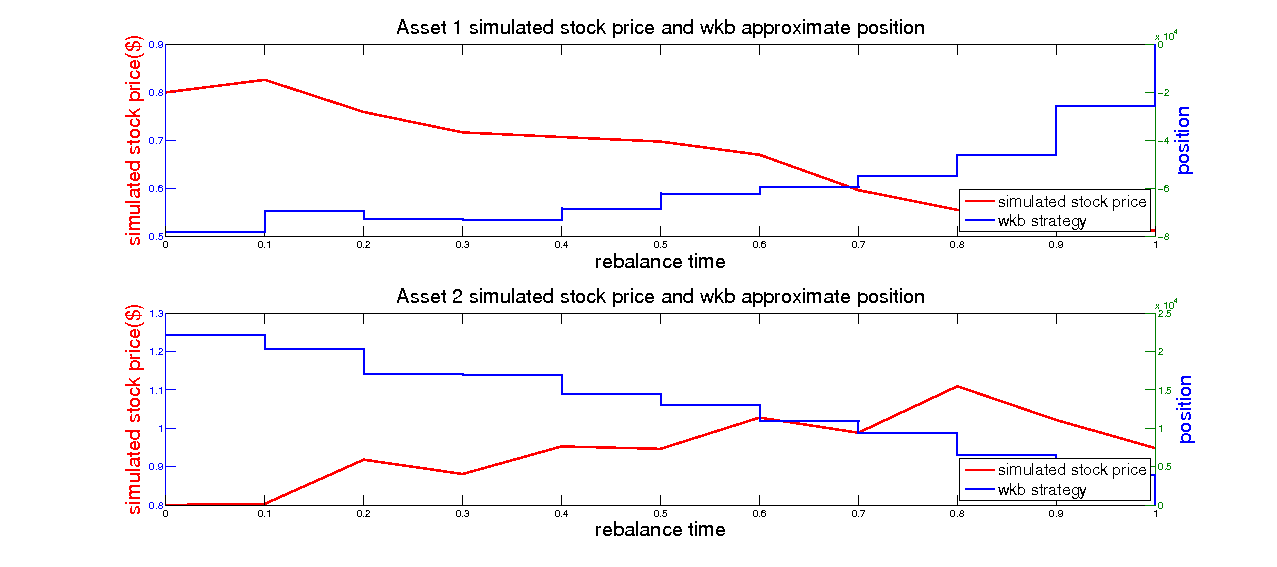 Asset 1 simulated stock price and wkb approximate position
x 10^4
0.9
0.8
0.7
0.6
0.5
simulated stock price($)
0
-2
-4
-6
-8
position
simulated stock price
wkb strategy
0 0.1 0.2 0.3 0.4 0.5 0.6 0.7 0.8 0.9 1
rebalance time
Asset 2 simulated stock price and wkb approximate position
x 10^4
1.3
1.2
1.1
1
0.9
0.8
simulated stock price($)
2.5
2
1.5
1
0.5
0
position
simulated stock price
wkb strategy
0 0.1 0.2 0.3 0.4 0.5 0.6 0.7 0.8 0.9 1
rebalance time